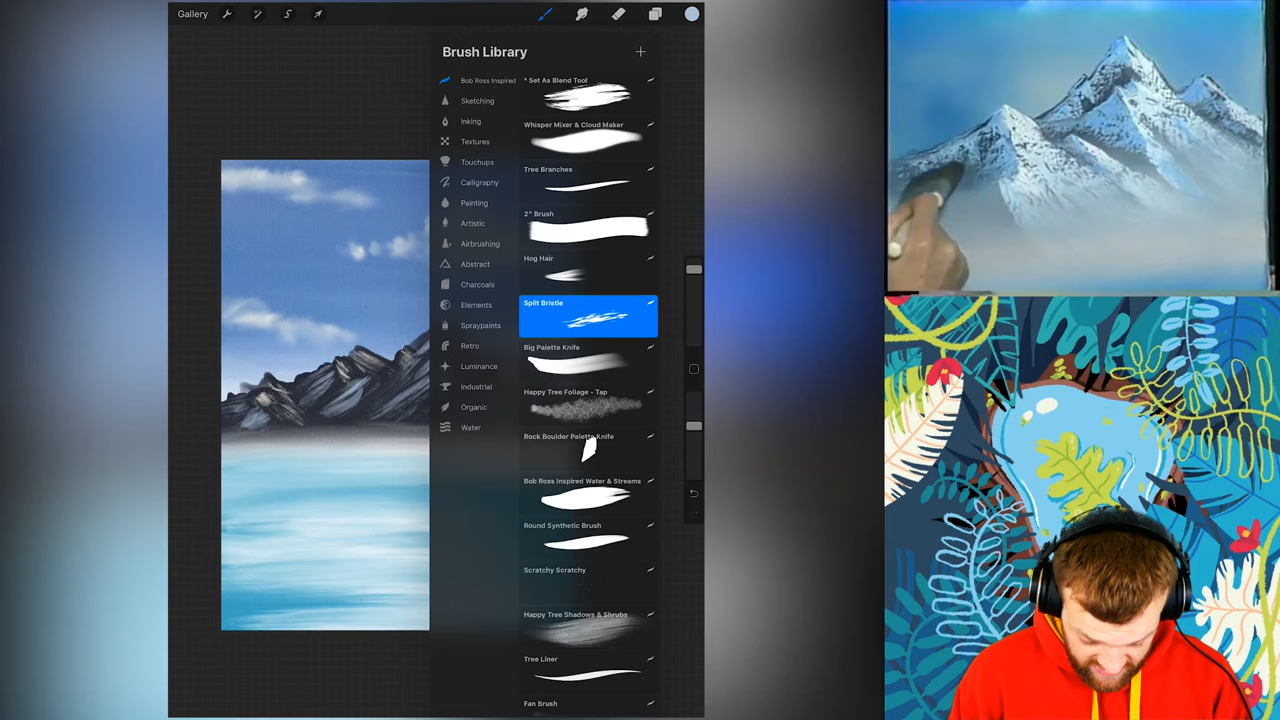 Gallery
Brush Library
Bob Ross Inspired
Sketching
Inking
Textures
Touchups
Calligraphy
Painting
Artistic
Airbrushing
Abstract
Charcoals
Elements
Spraypaints
Retro
Luminance
Industrial
Organic
Water
* Set As Blend Tool
Whisper Mixer & Cloud Maker
Tree Branches
2" Brush
Hog Hair
Split Bristle
Big Palette Knife
Happy Tree Foliage - Tap
Rock Boulder Palette Knife
Bob Ross Inspired Water & Streams
Round Synthetic Brush
Scratchy Scratchy
Happy Tree Shadows & Shrubs
Tree Liner
Fan Brush